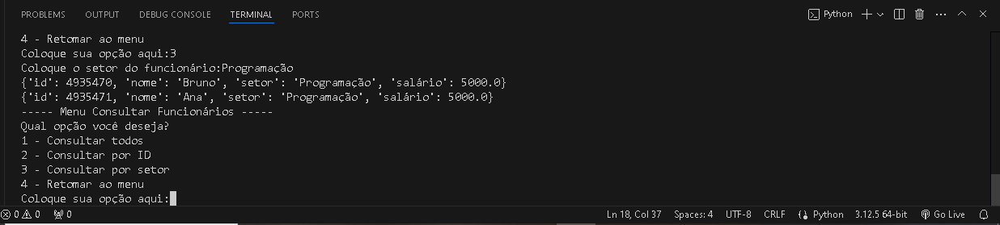 PROBLEMS OUTPUT DEBUG CONSOLE TERMINAL PORTS Python
4 - Retomar ao menu
Coloque sua opção aqui:3
Coloque o setor do funcionário:Programação
{'id': 4935470, 'nome': 'Bruno', 'setor': 'Programação', 'salário': 5000.0}
{'id': 4935471, 'nome': 'Ana', 'setor': 'Programação', 'salário': 5000.0}
----- Menu Consultar Funcionários -----
Qual opção você deseja?
1 - Consultar todos
2 - Consultar por ID
3 - Consultar por setor
4 - Retomar ao menu
Coloque sua opção aqui:
0 0 0 Ln 18, Col 37 Spaces: 4 UTF-8 CRLF Python 3.12.5 64-bit Go Live